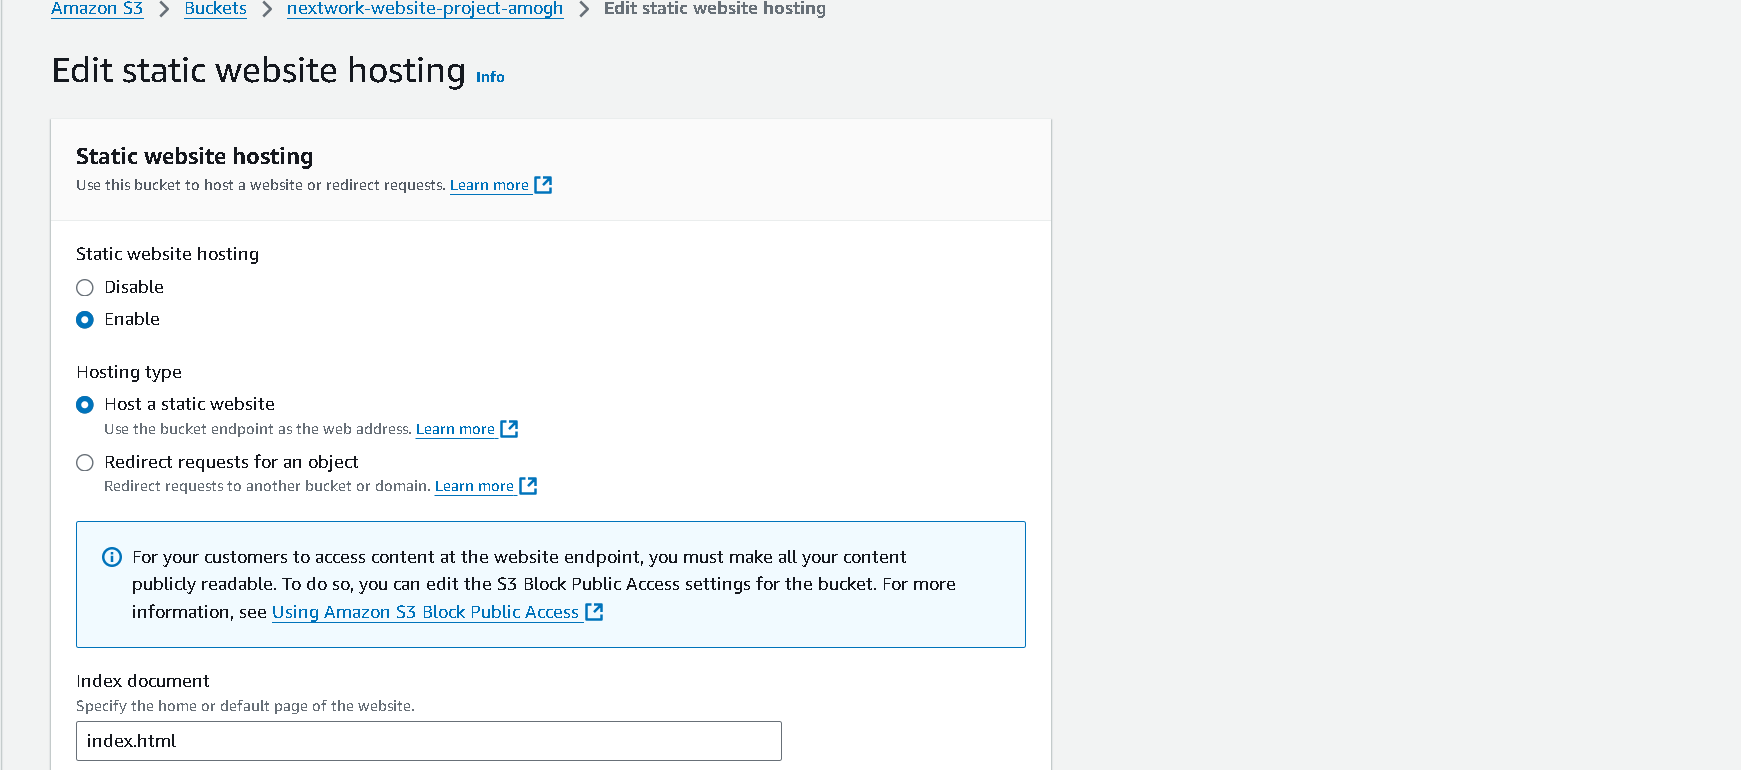 Amazon S3 > Buckets > nextwork-website-project-amogh > Edit static website hosting
Edit static website hosting Info
Static website hosting
Use this bucket to host a website or redirect requests. Learn more
Static website hosting
Disable
Enable
Hosting type
Host a static website
Use the bucket endpoint as the web address. Learn more
Redirect requests for an object
Redirect requests to another bucket or domain. Learn more
For your customers to access content at the website endpoint, you must make all your content
publicly readable. To do so, you can edit the S3 Block Public Access settings for the bucket. For more
information, see Using Amazon S3 Block Public Access
Index document
Specify the home or default page of the website.
index.html